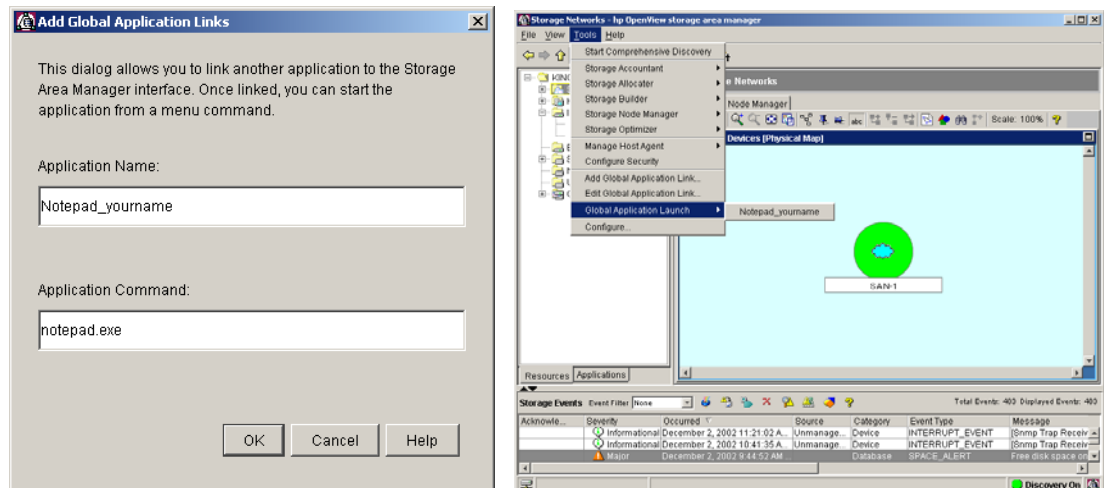 Add Global Application Links
This dialog allows you to link another application to the Storage
Area Manager interface. Once linked, you can start the
application from a menu command.
Application Name:
Notepad_yourname
Application Command:
notepad.exe
OK Cancel Help
Storage Networks - hp OpenView storage area manager
File View Tools Help
Start Comprehensive Discovery
Storage Accountant
Storage Allocater
Storage Builder
Storage Node Manager
Storage Optimizer
Manage Host Agent
Configure Security
Add Global Application Link...
Edit Global Application Link...
Global Application Launch
Notepad_yourname
Configure...
Networks
Node Manager
abc Scale: 100%
Devices [Physical Map]
SAN-1
Resources Applications
Storage Events Event Filter None Total Events: 403 Displayed Events: 403
Acknowle... Severity Occurred Source Category Event Type Message
Informational December 2, 2002 11:21:02 A... Unmanage... Device INTERRUPT_EVENT [Snmp Trap Receiv
Informational December 2, 2002 10:41:35 A... Unmanage... Device INTERRUPT_EVENT [Snmp Trap Receiv
Major December 2, 2002 9:44:52 AM ... Database SPACE_ALERT Free disk space on
Discovery On